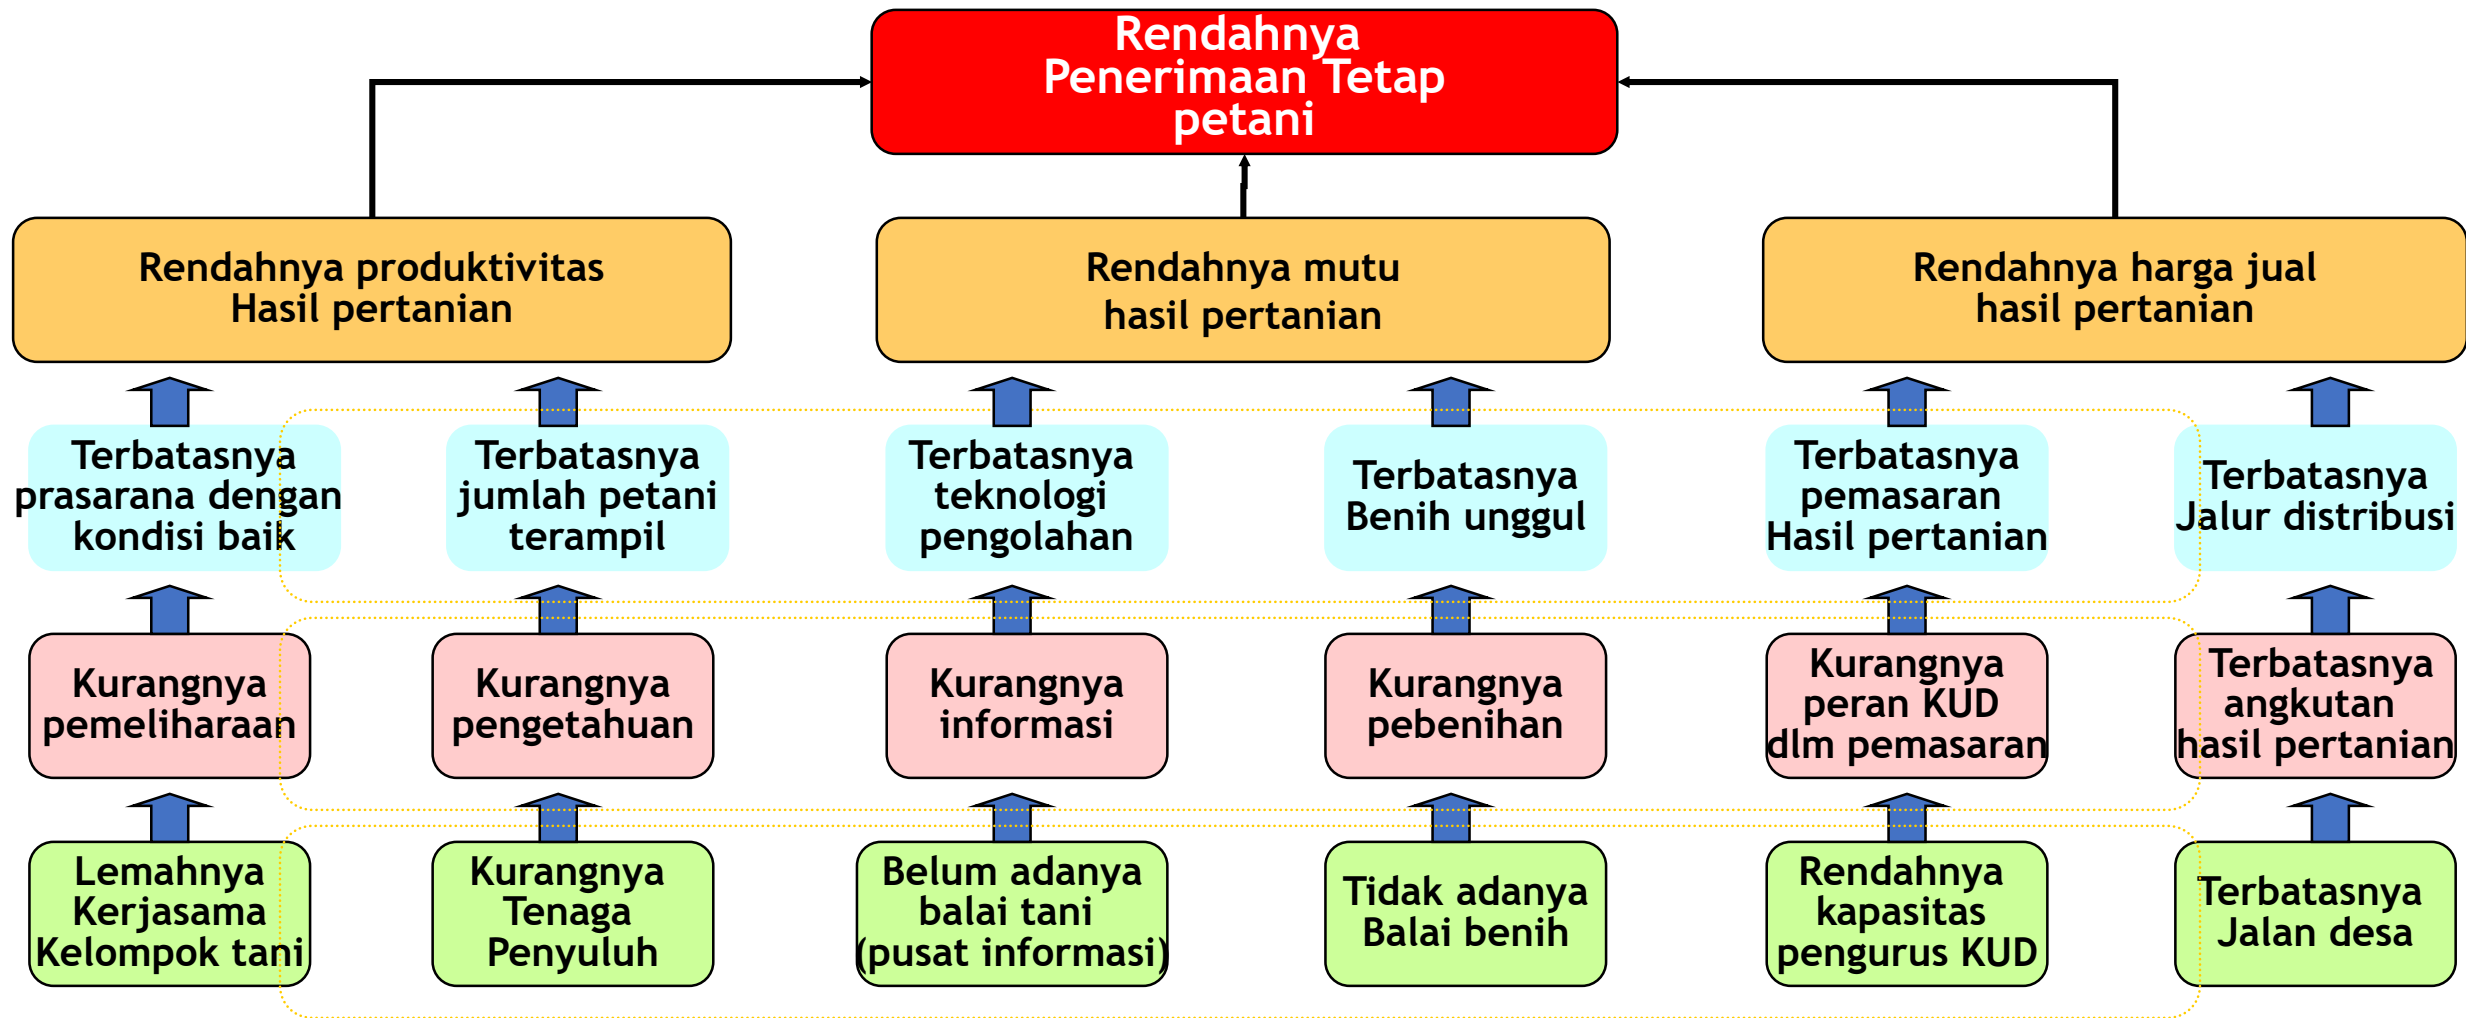 Rendahnya
Penerimaan Tetap
petani
Rendahnya produktivitas
Hasil pertanian
Rendahnya mutu
hasil pertanian
Rendahnya harga jual
hasil pertanian
Terbatasnya
prasarana dengan
kondisi baik
Terbatasnya
jumlah petani
terampil
Terbatasnya
teknologi
pengolahan
Terbatasnya
Benih unggul
Terbatasnya
pemasaran
Hasil pertanian
Terbatasnya
Jalur distribusi
Kurangnya
pemeliharaan
Kurangnya
pengetahuan
Kurangnya
informasi
Kurangnya
pebenihan
Kurangnya
peran KUD
dlm pemasaran
Terbatasnya
angkutan
hasil pertanian
Lemahnya
Kerjasama
Kelompok tani
Kurangnya
Tenaga
Penyuluh
Belum adanya
balai tani
(pusat informasi)
Tidak adanya
Balai benih
Rendahnya
kapasitas
pengurus KUD
Terbatasnya
Jalan desa